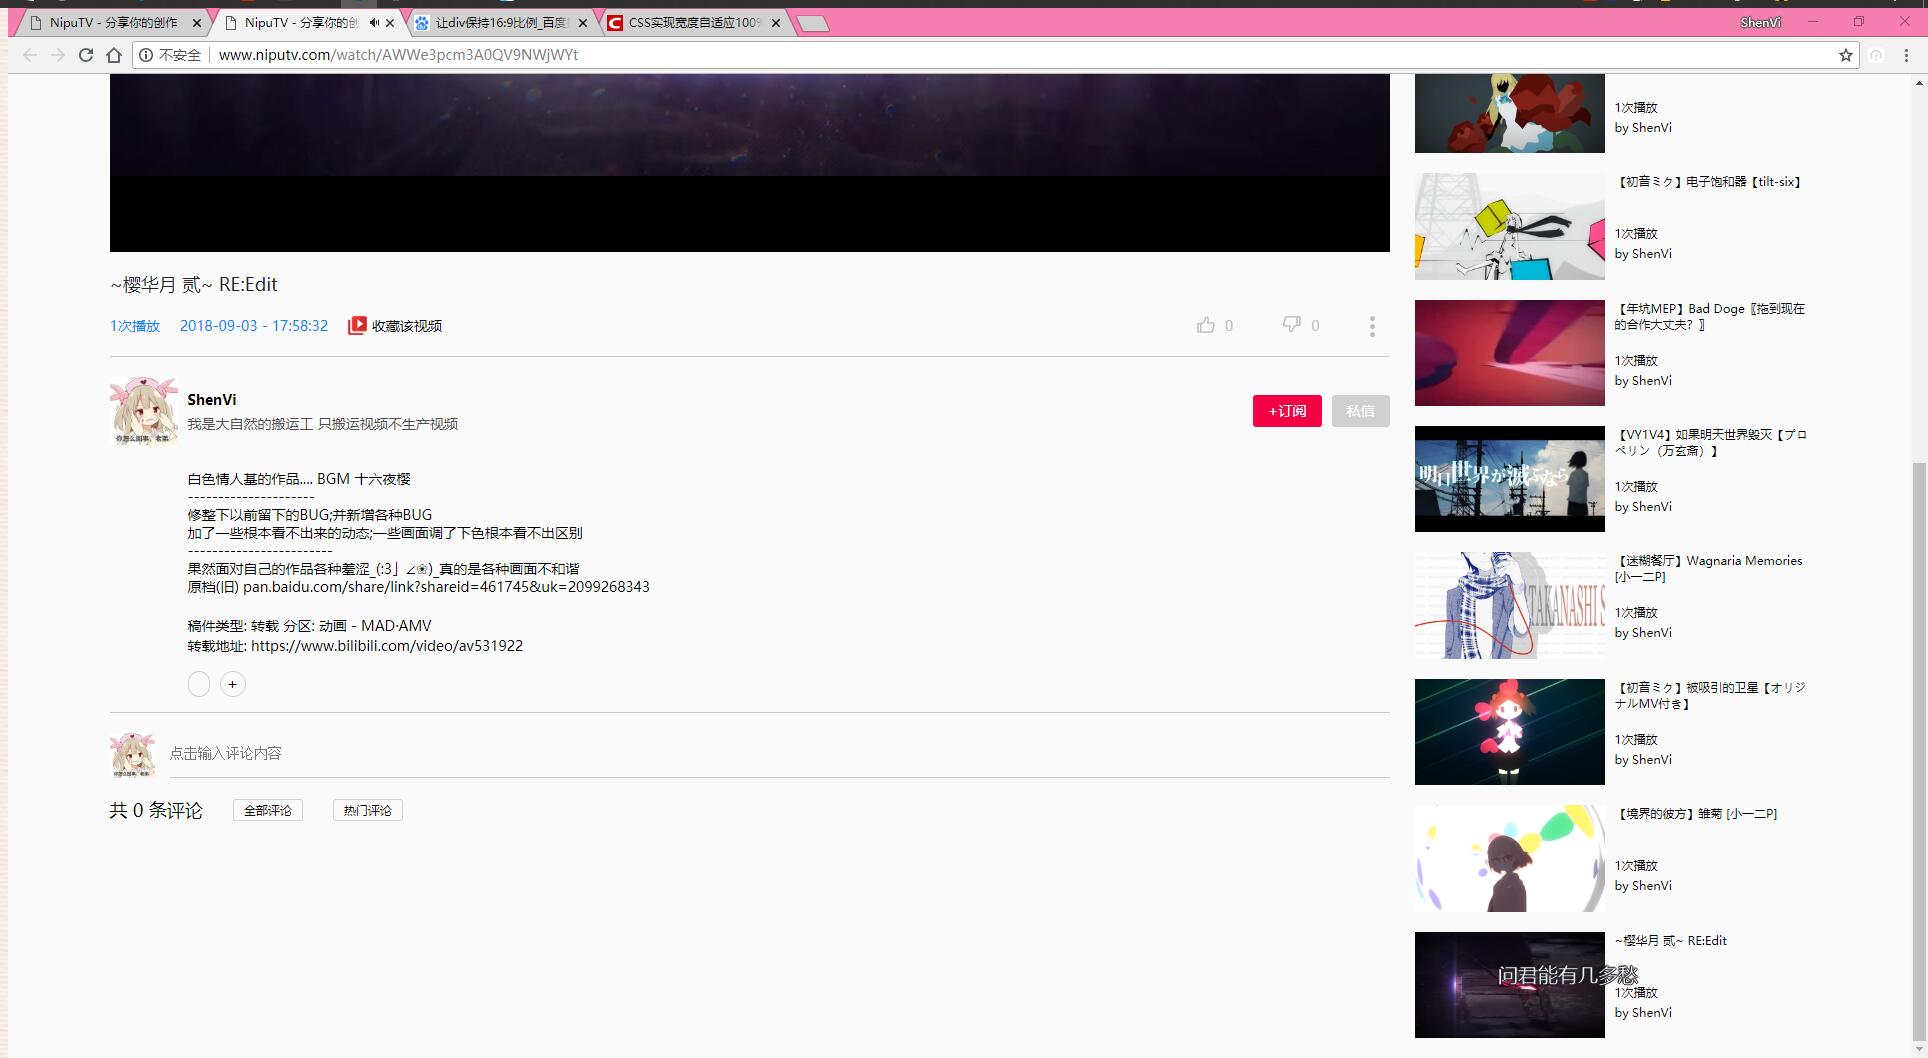 NipuTV - 分享你的创作
NipuTV - 分享你的创
让div保持16:9比例_百度
CSS实现宽度自适应100%
ShenVi
不安全
www.niputv.com/watch/AWWe3pcm3A0QV9NWjWYt
~樱华月 贰~ RE:Edit
1次播放 2018-09-03 - 17:58:32 收藏该视频
0 0
ShenVi
我是大自然的搬运工 只搬运视频不生产视频
+订阅 私信
白色情人基的作品.... BGM 十六夜樱
---------------------
修整下以前留下的BUG;并新增各种BUG
加了一些根本看不出来的动态;一些画面调了下色根本看不出区别
------------------------
果然面对自己的作品各种羞涩_(:3」∠❀)_真的是各种画面不和谐
原档(旧) pan.baidu.com/share/link?shareid=461745&uk=2099268343
稿件类型: 转载 分区: 动画 - MAD·AMV
转载地址: https://www.bilibili.com/video/av531922
+
点击输入评论内容
共 0 条评论 全部评论 热门评论
1次播放
by ShenVi
【初音ミク】电子饱和器【tilt-six】
1次播放
by ShenVi
【年坑MEP】Bad Doge〖拖到现在
的合作大丈夫？〗
1次播放
by ShenVi
【VY1V4】如果明天世界毁灭【プロ
ペリン（万玄斎）】
1次播放
by ShenVi
明日世界が滅ぶなら
【迷糊餐厅】Wagnaria Memories
[小一二P]
1次播放
by ShenVi
TAKANASHI S
【初音ミク】被吸引的卫星【オリジ
ナルMV付き】
1次播放
by ShenVi
【境界的彼方】雏菊 [小一二P]
1次播放
by ShenVi
~樱华月 贰~ RE:Edit
问君能有几多愁
1次播放
by ShenVi